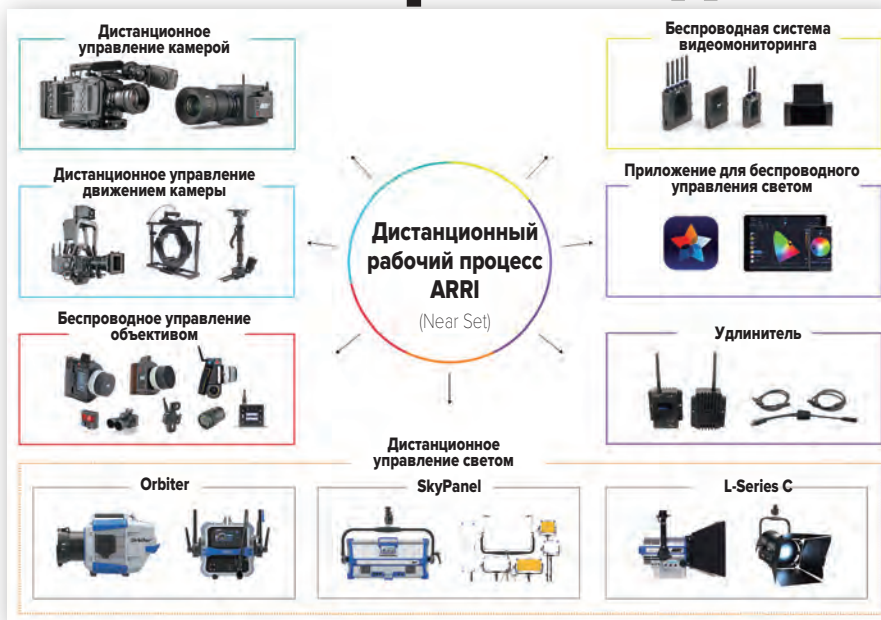 Дистанционное
управление камерой
Беспроводная система
видеомониторинга
Дистанционное управление
движением камеры
Приложение для беспроводного
управления светом
Дистанционный
рабочий процесс
ARRI
(Near Set)
Беспроводное управление
объективом
Удлинитель
Дистанционное
управление светом
Orbiter
SkyPanel
L-Series C